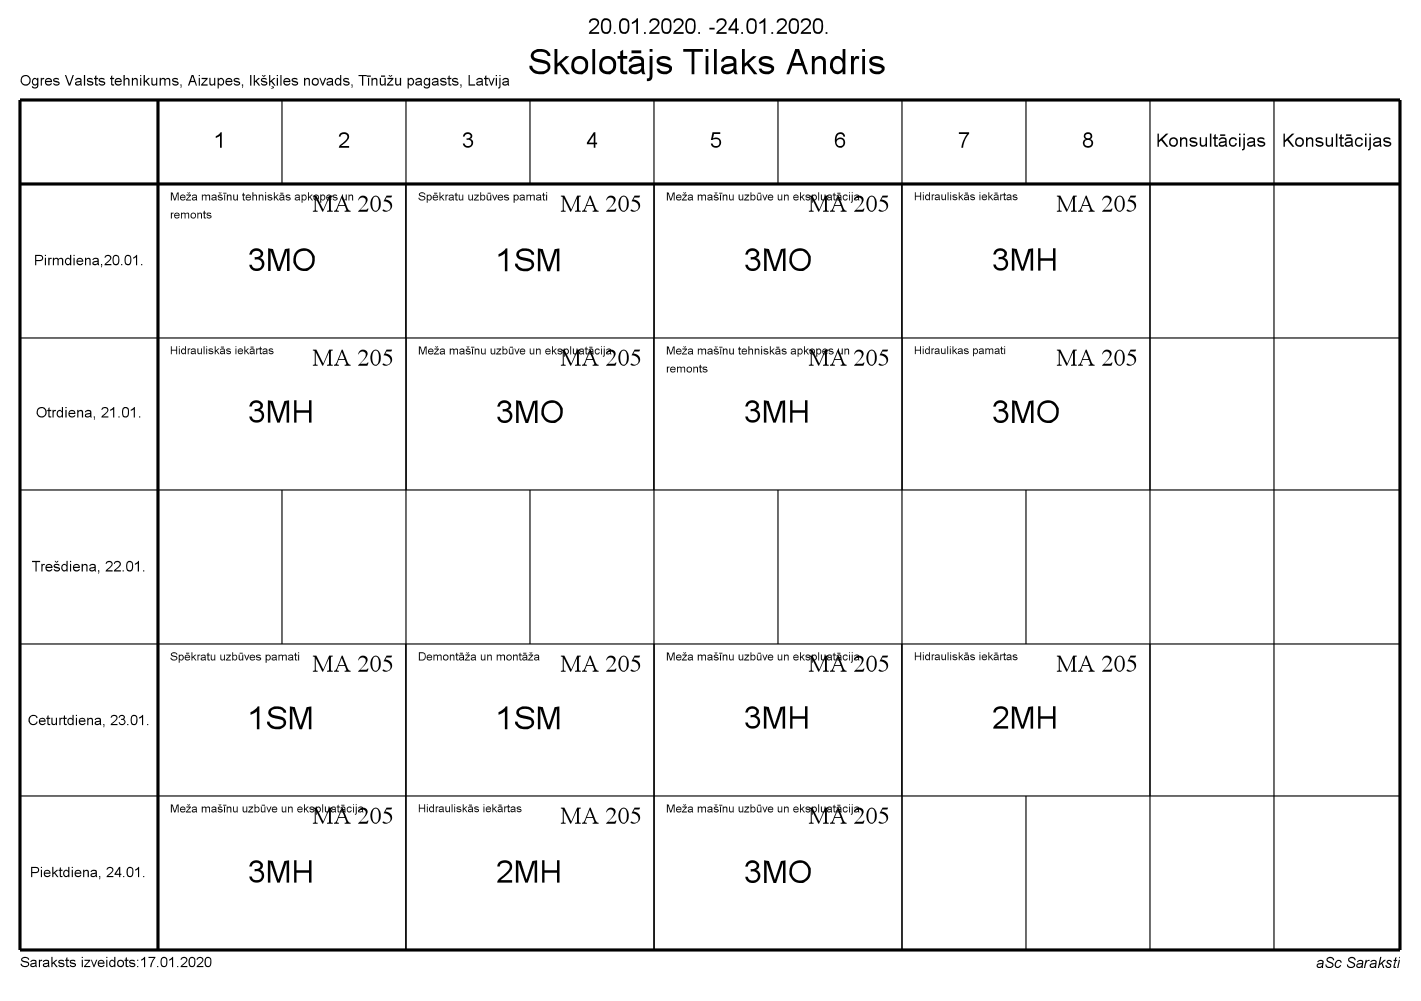 20.01.2020. -24.01.2020.
Skolotājs Tilaks Andris
Ogres Valsts tehnikums, Aizupes, Ikšķiles novads, Tīnūžu pagasts, Latvija
1 2 3 4 5 6 7 8 Konsultācijas Konsultācijas
Pirmdiena,20.01.
Meža mašīnu tehniskās apkopes un
remonts
MA 205
3MO
Spēkratu uzbūves pamati
MA 205
1SM
Meža mašīnu uzbūve un ekspluatācija
MA 205
3MO
Hidrauliskās iekārtas
MA 205
3MH
Otrdiena, 21.01.
Hidrauliskās iekārtas
MA 205
3MH
Meža mašīnu uzbūve un ekspluatācija
MA 205
3MO
Meža mašīnu tehniskās apkopes un
remonts
MA 205
3MH
Hidraulikas pamati
MA 205
3MO
Trešdiena, 22.01.
Ceturtdiena, 23.01.
Spēkratu uzbūves pamati
MA 205
1SM
Demontāža un montāža
MA 205
1SM
Meža mašīnu uzbūve un ekspluatācija
MA 205
3MH
Hidrauliskās iekārtas
MA 205
2MH
Piektdiena, 24.01.
Meža mašīnu uzbūve un ekspluatācija
MA 205
3MH
Hidrauliskās iekārtas
MA 205
2MH
Meža mašīnu uzbūve un ekspluatācija
MA 205
3MO
Saraksts izveidots:17.01.2020
aSc Saraksti